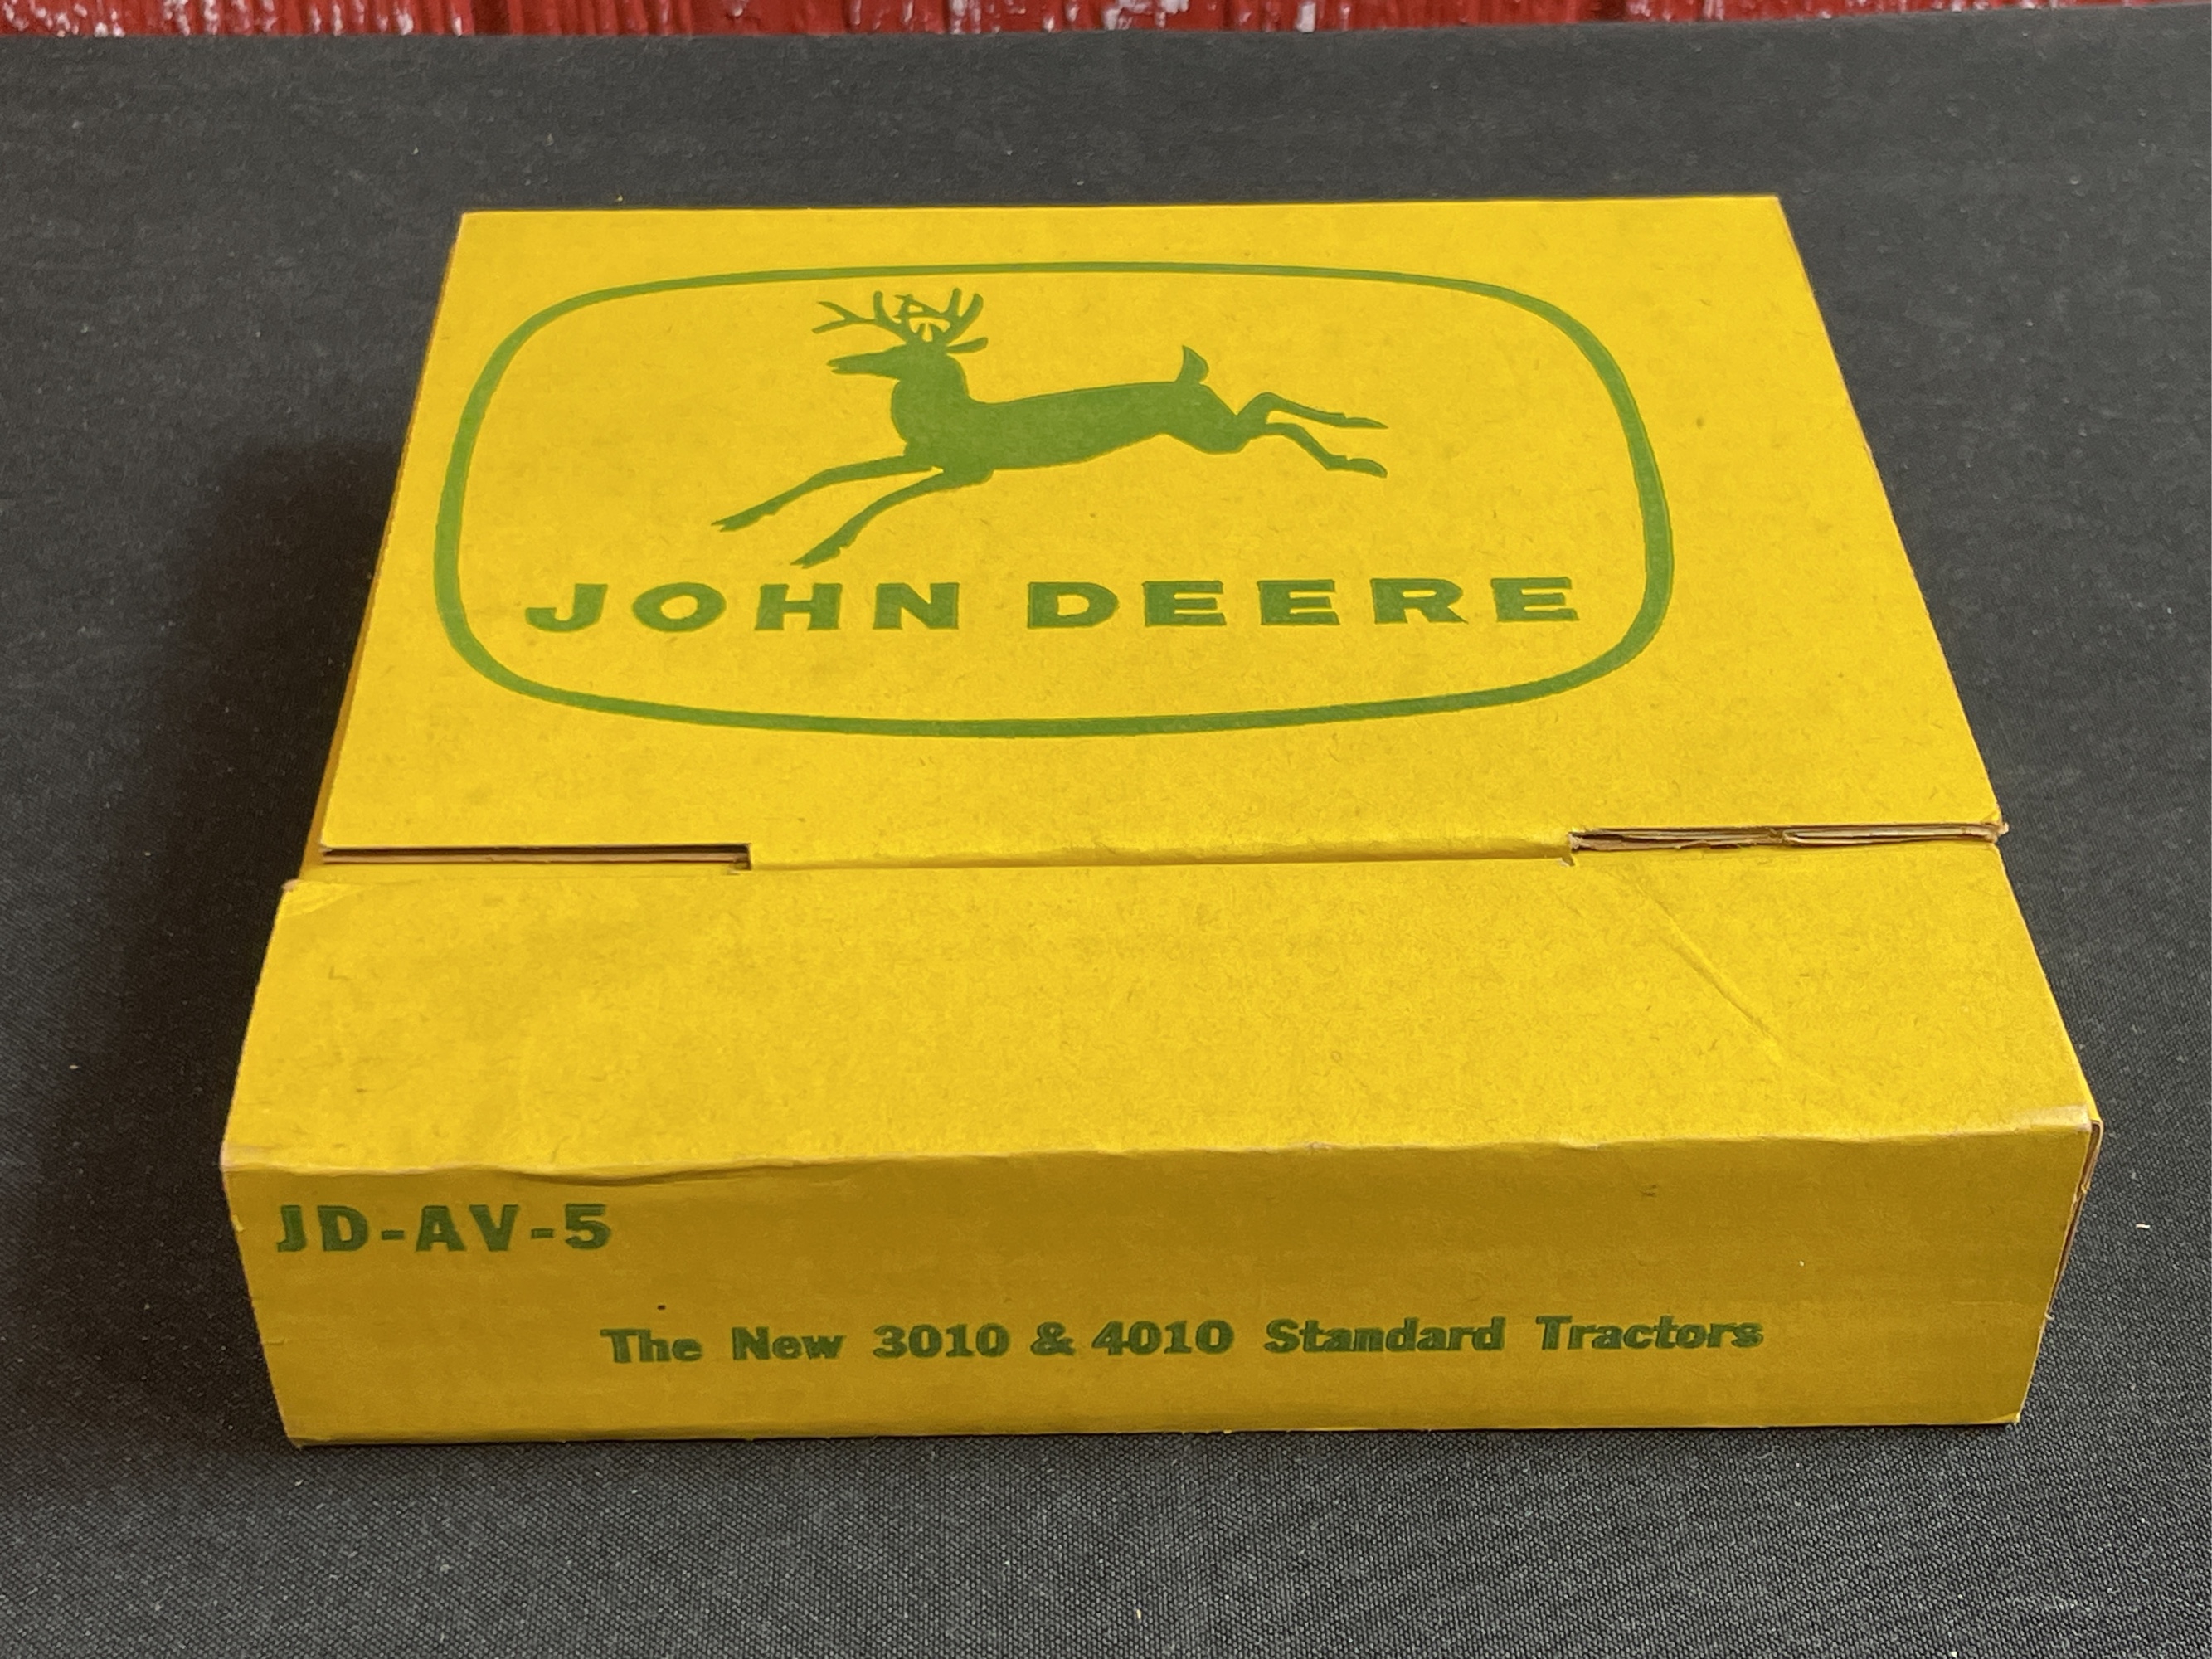 JOHN DEERE
JD-AV-5
The New 3010 & 4010 Standard Tractors